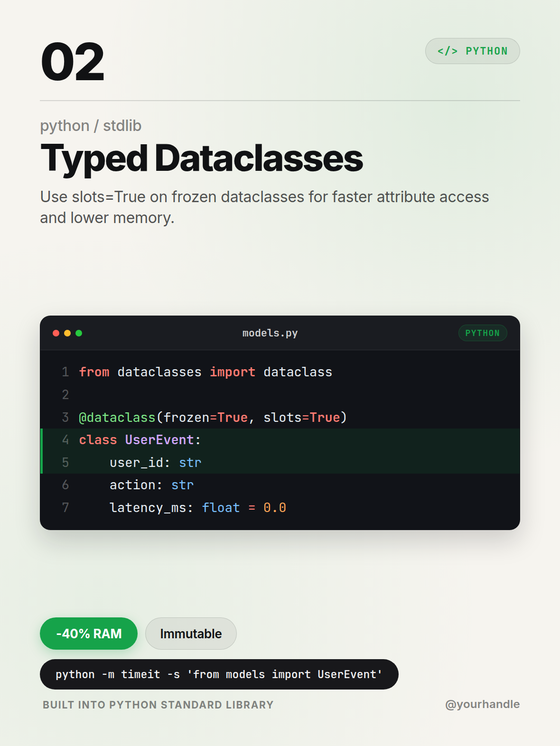 02
</> PYTHON
python / stdlib
Typed Dataclasses
Use slots=True on frozen dataclasses for faster attribute access
and lower memory.
models.py
PYTHON
1 from dataclasses import dataclass
2
3 @dataclass(frozen=True, slots=True)
4 class UserEvent:
5     user_id: str
6     action: str
7     latency_ms: float = 0.0
-40% RAM
Immutable
python -m timeit -s 'from models import UserEvent'
BUILT INTO PYTHON STANDARD LIBRARY
@yourhandle